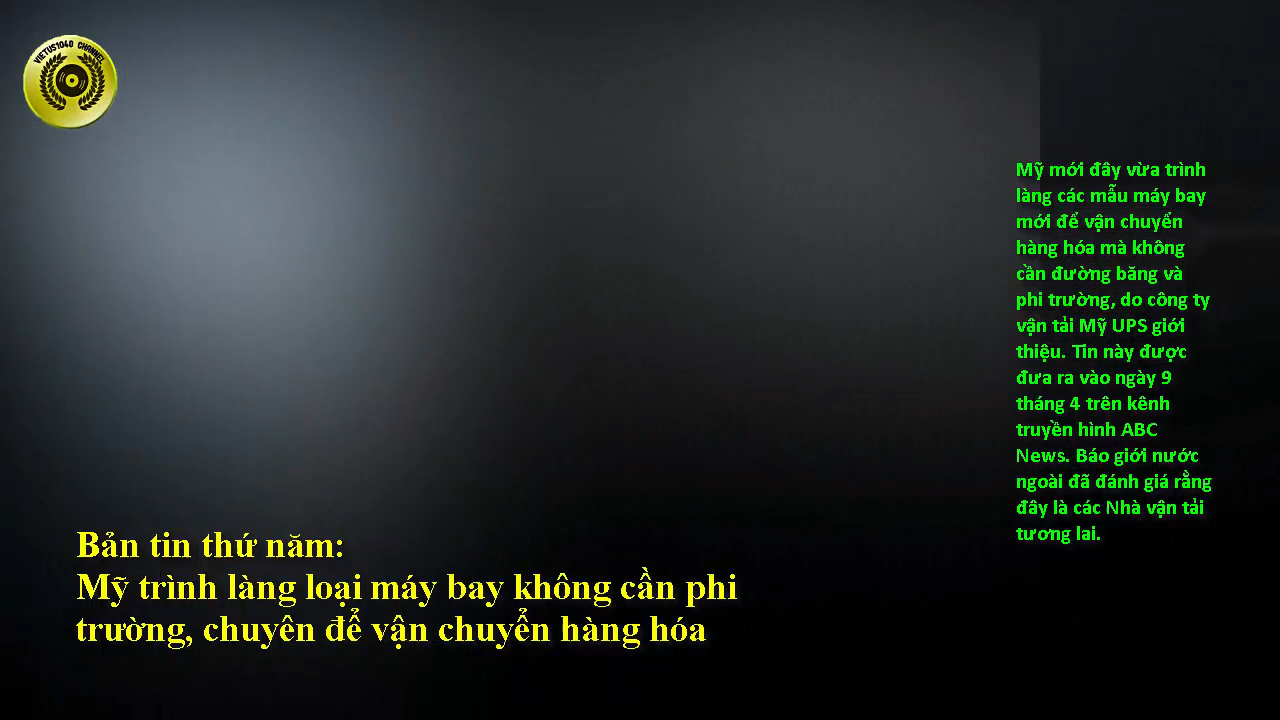 VIETUS1040 CHANNEL
Mỹ mới đây vừa trình
làng các mẫu máy bay
mới để vận chuyển
hàng hóa mà không
cần đường băng và
phi trường, do công ty
vận tải Mỹ UPS giới
thiệu. Tin này được
đưa ra vào ngày 9
tháng 4 trên kênh
truyền hình ABC
News. Báo giới nước
ngoài đã đánh giá rằng
đây là các Nhà vận tải
tương lai.
Bản tin thứ năm:
Mỹ trình làng loại máy bay không cần phi
trường, chuyên để vận chuyển hàng hóa